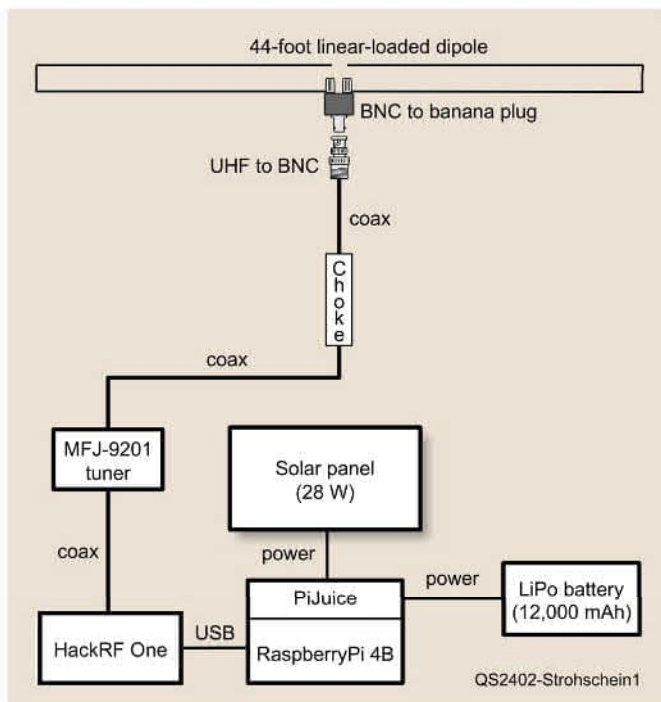 44-foot linear-loaded dipole
BNC to banana plug
UHF to BNC
coax
Choke
coax
MFJ-9201
tuner
Solar panel
(28 W)
coax
power
power
LiPo battery
(12,000 mAh)
PiJuice
HackRF One
USB
RaspberryPi 4B
QS2402-Strohschein1